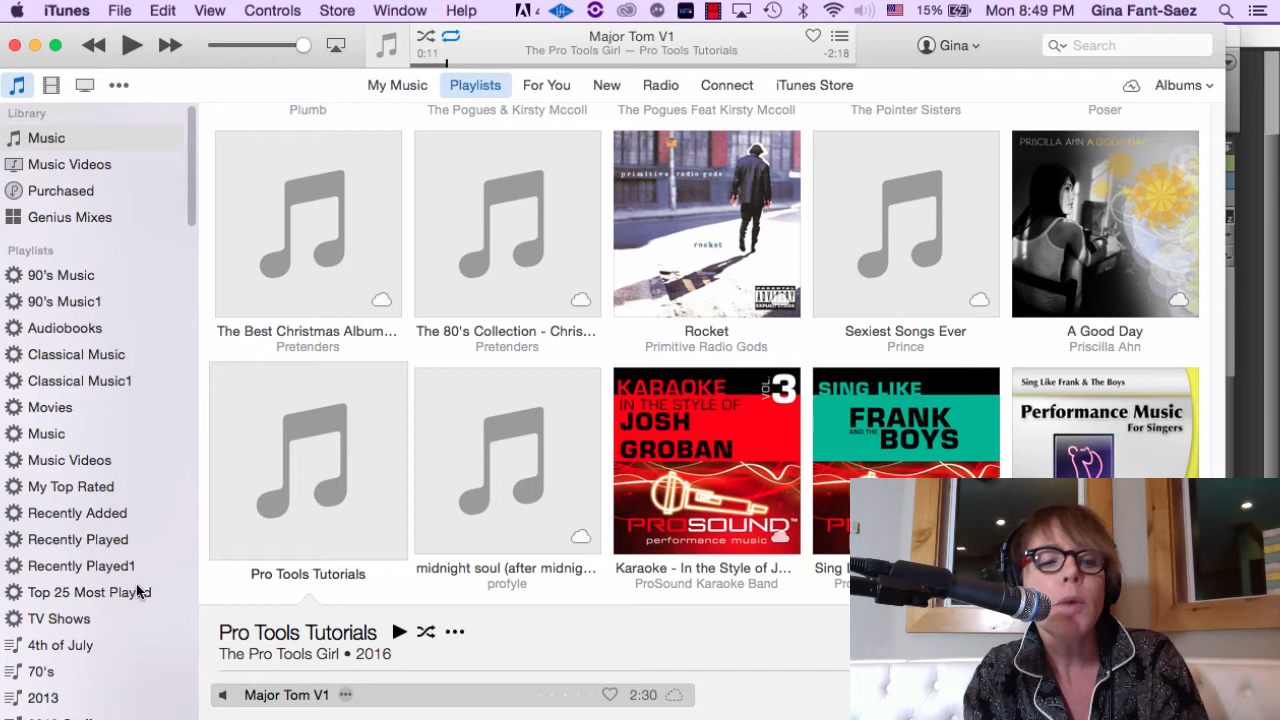 iTunes File Edit View Controls Store Window Help
15% Mon 8:49 PM Gina Fant-Saez
Major Tom V1
0:11 The Pro Tools Girl — Pro Tools Tutorials -2:18
Gina
Search
My Music Playlists For You New Radio Connect iTunes Store Albums
Library
Music
Music Videos
Purchased
Genius Mixes
Playlists
90's Music
90's Music1
Audiobooks
Classical Music
Classical Music1
Movies
Music
Music Videos
My Top Rated
Recently Added
Recently Played
Recently Played1
Top 25 Most Played
TV Shows
4th of July
70's
2013
Plumb The Pogues & Kirsty Mccoll The Pogues Feat Kirsty Mccoll The Pointer Sisters Poser
primitive radio gods
rocket
PRISCILLA AHN A GOOD DAY
The Best Christmas Album... The 80's Collection - Chris... Rocket Sexiest Songs Ever A Good Day
Pretenders Pretenders Primitive Radio Gods Prince Priscilla Ahn
KARAOKE VOL. 3
IN THE STYLE OF
JOSH
GROBAN
PROSOUND
performance music
SING LIKE
FRANK
AND THE
BOYS
Sing Like Frank & The Boys
Performance Music
For Singers
Pro Tools Tutorials midnight soul (after midnig... Karaoke - In the Style of J...
profyle ProSound Karaoke Band
Pro Tools Tutorials
The Pro Tools Girl • 2016
Major Tom V1 2:30